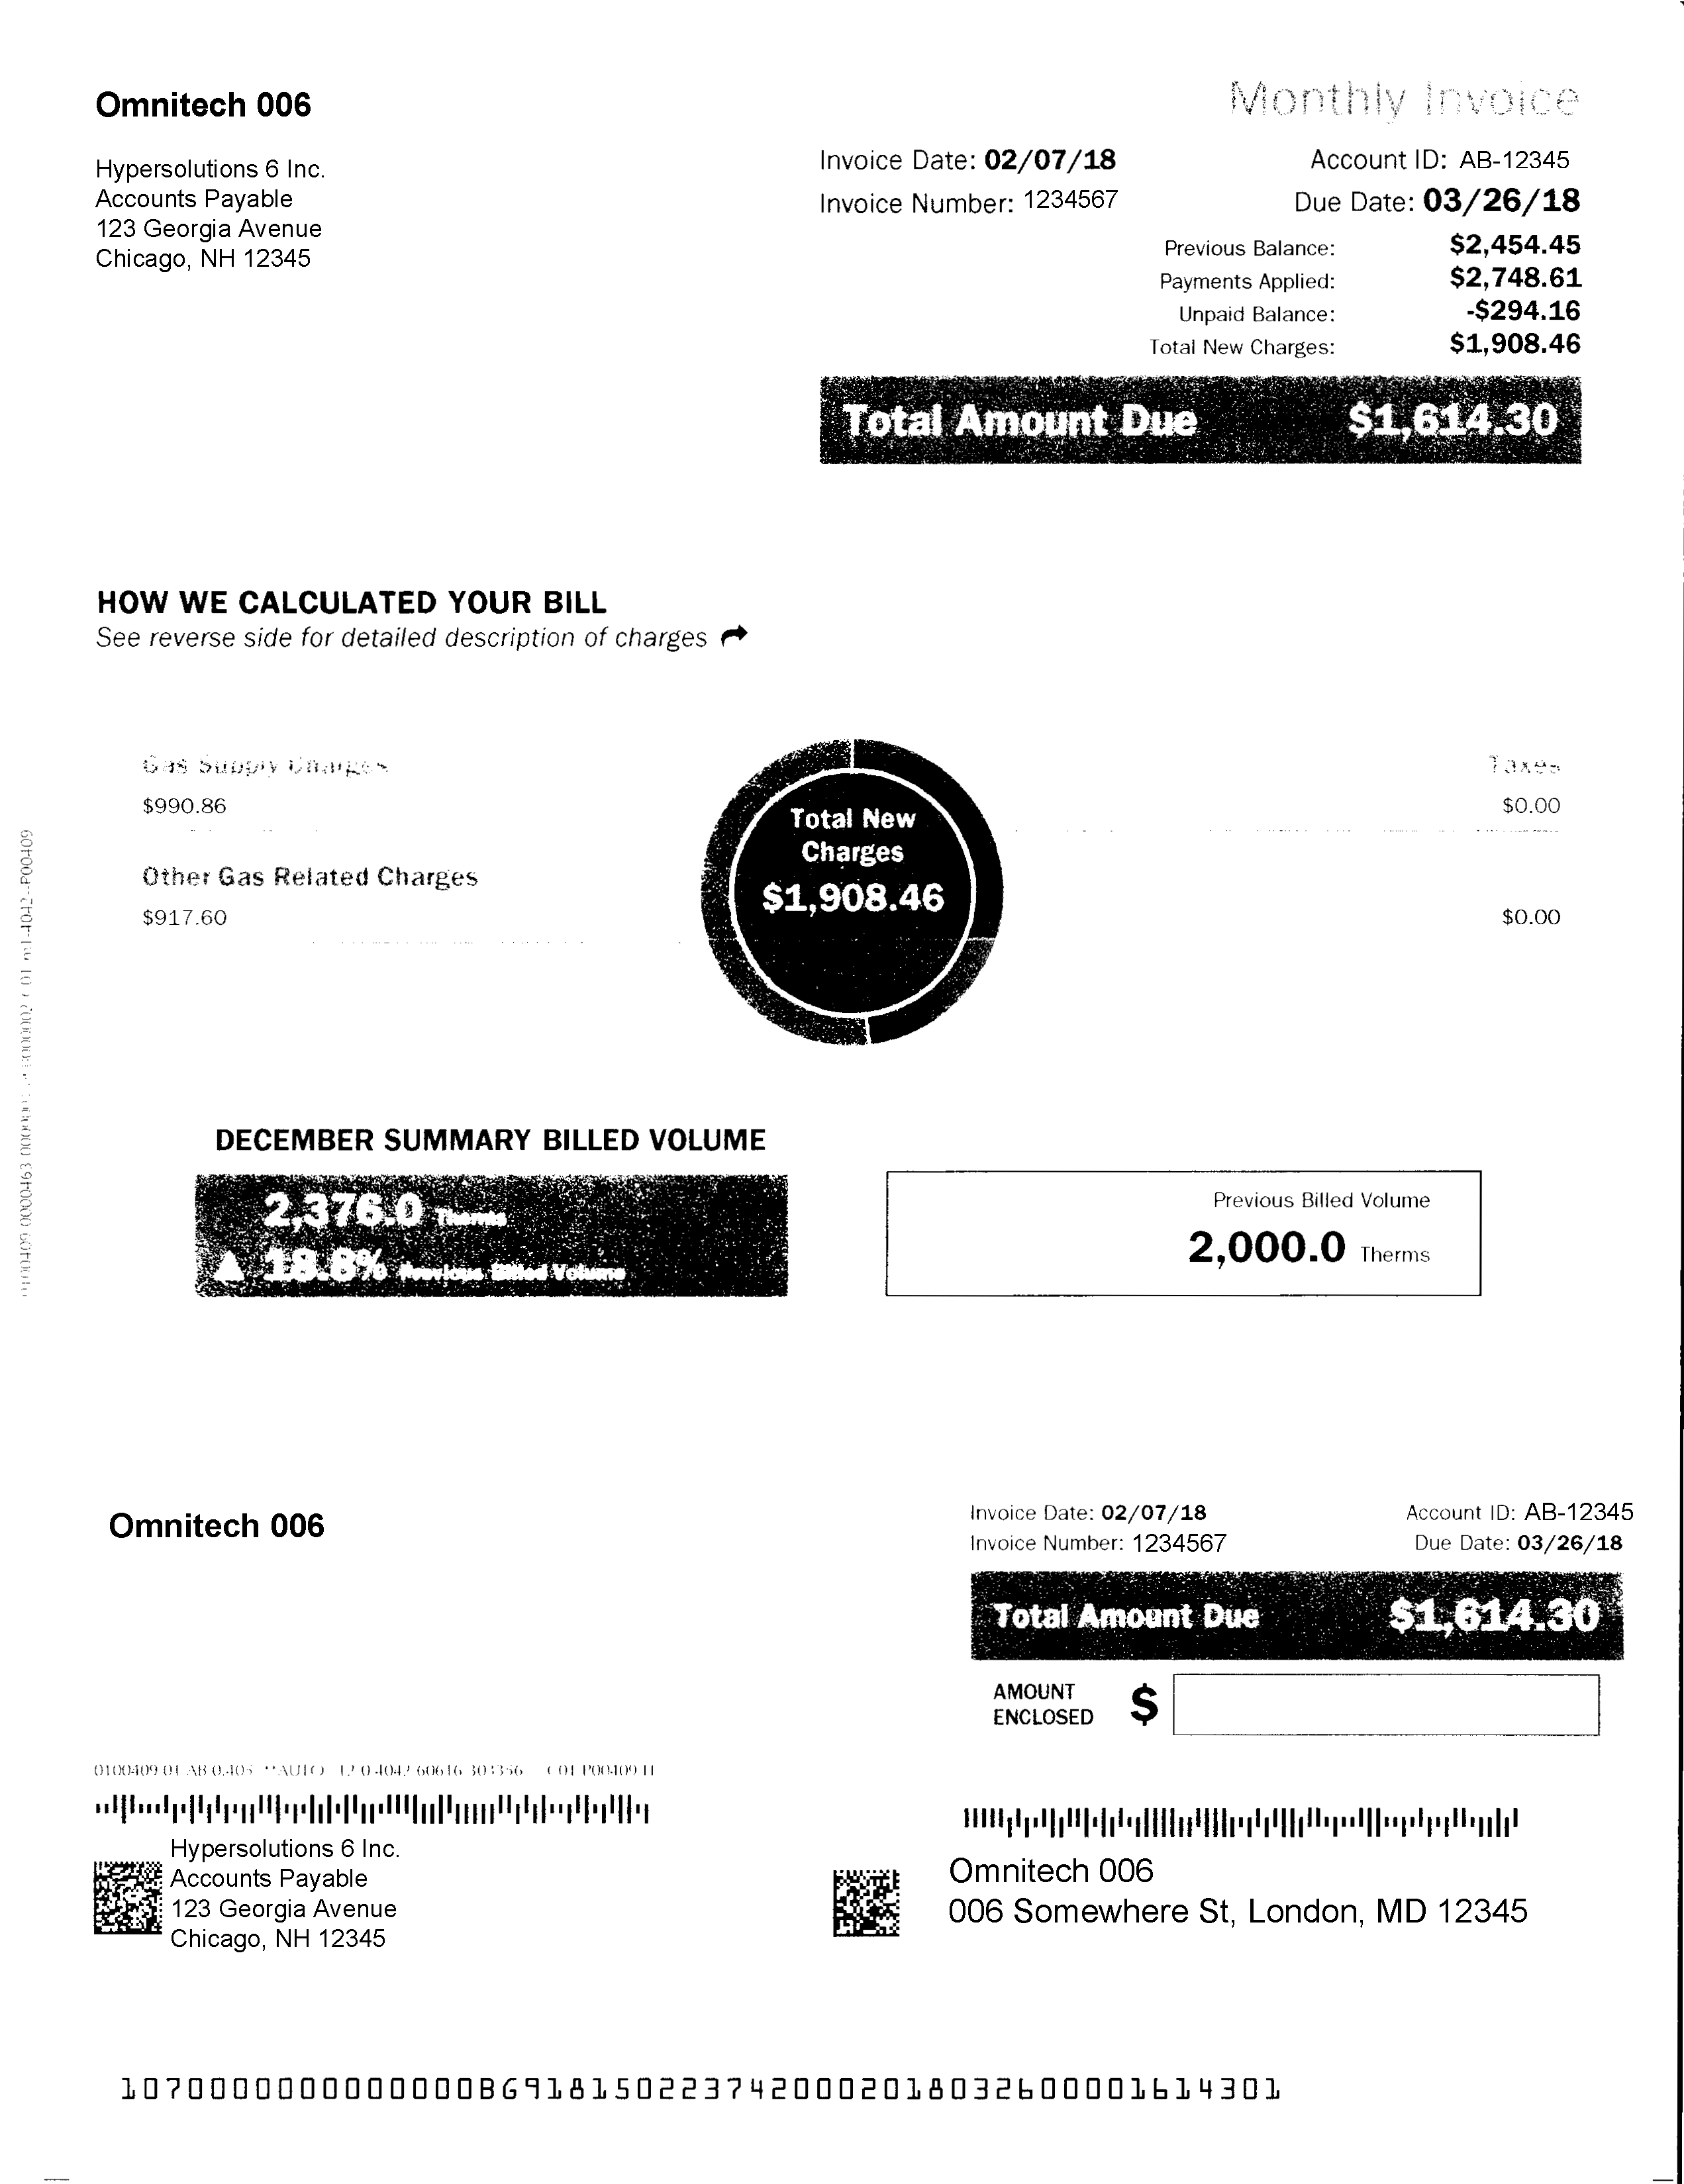 Omnitech 006
Monthly Invoice
Hypersolutions 6 Inc.
Accounts Payable
123 Georgia Avenue
Chicago, NH 12345
Invoice Date: 02/07/18
Account ID: AB-12345
Invoice Number: 1234567
Due Date: 03/26/18
Previous Balance: $2,454.45
Payments Applied: $2,748.61
Unpaid Balance: -$294.16
Total New Charges: $1,908.46
Total Amount Due $1,614.30
HOW WE CALCULATED YOUR BILL
See reverse side for detailed description of charges
Gas Supply Charges
$990.86
Other Gas Related Charges
$917.60
Total New
Charges
$1,908.46
Taxes
$0.00
$0.00
DECEMBER SUMMARY BILLED VOLUME
2,376.0 Therms
18.8% Previous Billed Volume
Previous Billed Volume
2,000.0 Therms
Omnitech 006
Invoice Date: 02/07/18
Account ID: AB-12345
Invoice Number: 1234567
Due Date: 03/26/18
Total Amount Due $1,614.30
AMOUNT
ENCLOSED $
Hypersolutions 6 Inc.
Accounts Payable
123 Georgia Avenue
Chicago, NH 12345
Omnitech 006
006 Somewhere St, London, MD 12345
1070000000000000BG9181502237420002018032600001614301